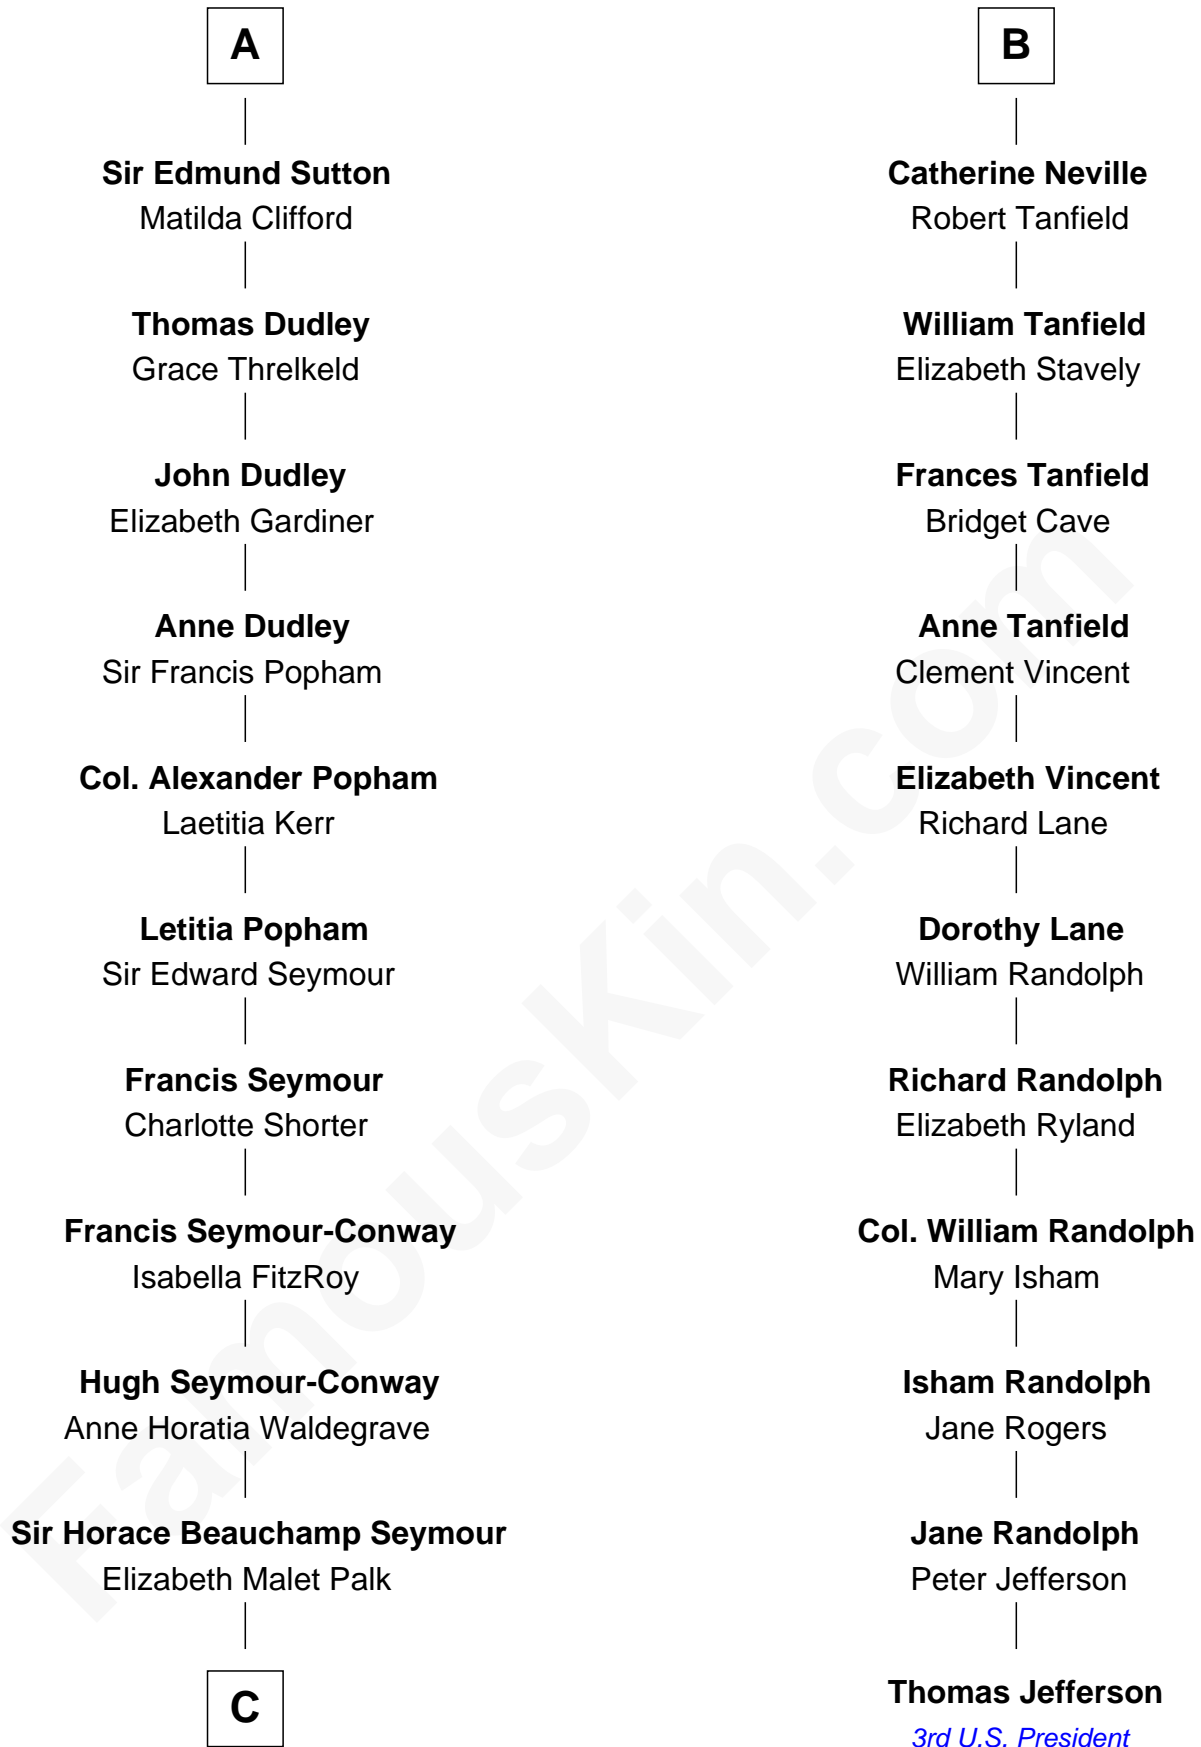 A
Sir Edmund Sutton
Matilda Clifford
Thomas Dudley
Grace Threlkeld
John Dudley
Elizabeth Gardiner
Anne Dudley
Sir Francis Popham
Col. Alexander Popham
Laetitia Kerr
Letitia Popham
Sir Edward Seymour
Francis Seymour
Charlotte Shorter
Francis Seymour-Conway
Isabella FitzRoy
Hugh Seymour-Conway
Anne Horatia Waldegrave
Sir Horace Beauchamp Seymour
Elizabeth Malet Palk
C
B
Catherine Neville
Robert Tanfield
William Tanfield
Elizabeth Stavely
Frances Tanfield
Bridget Cave
Anne Tanfield
Clement Vincent
Elizabeth Vincent
Richard Lane
Dorothy Lane
William Randolph
Richard Randolph
Elizabeth Ryland
Col. William Randolph
Mary Isham
Isham Randolph
Jane Rogers
Jane Randolph
Peter Jefferson
Thomas Jefferson
3rd U.S. President
FamousKin.com